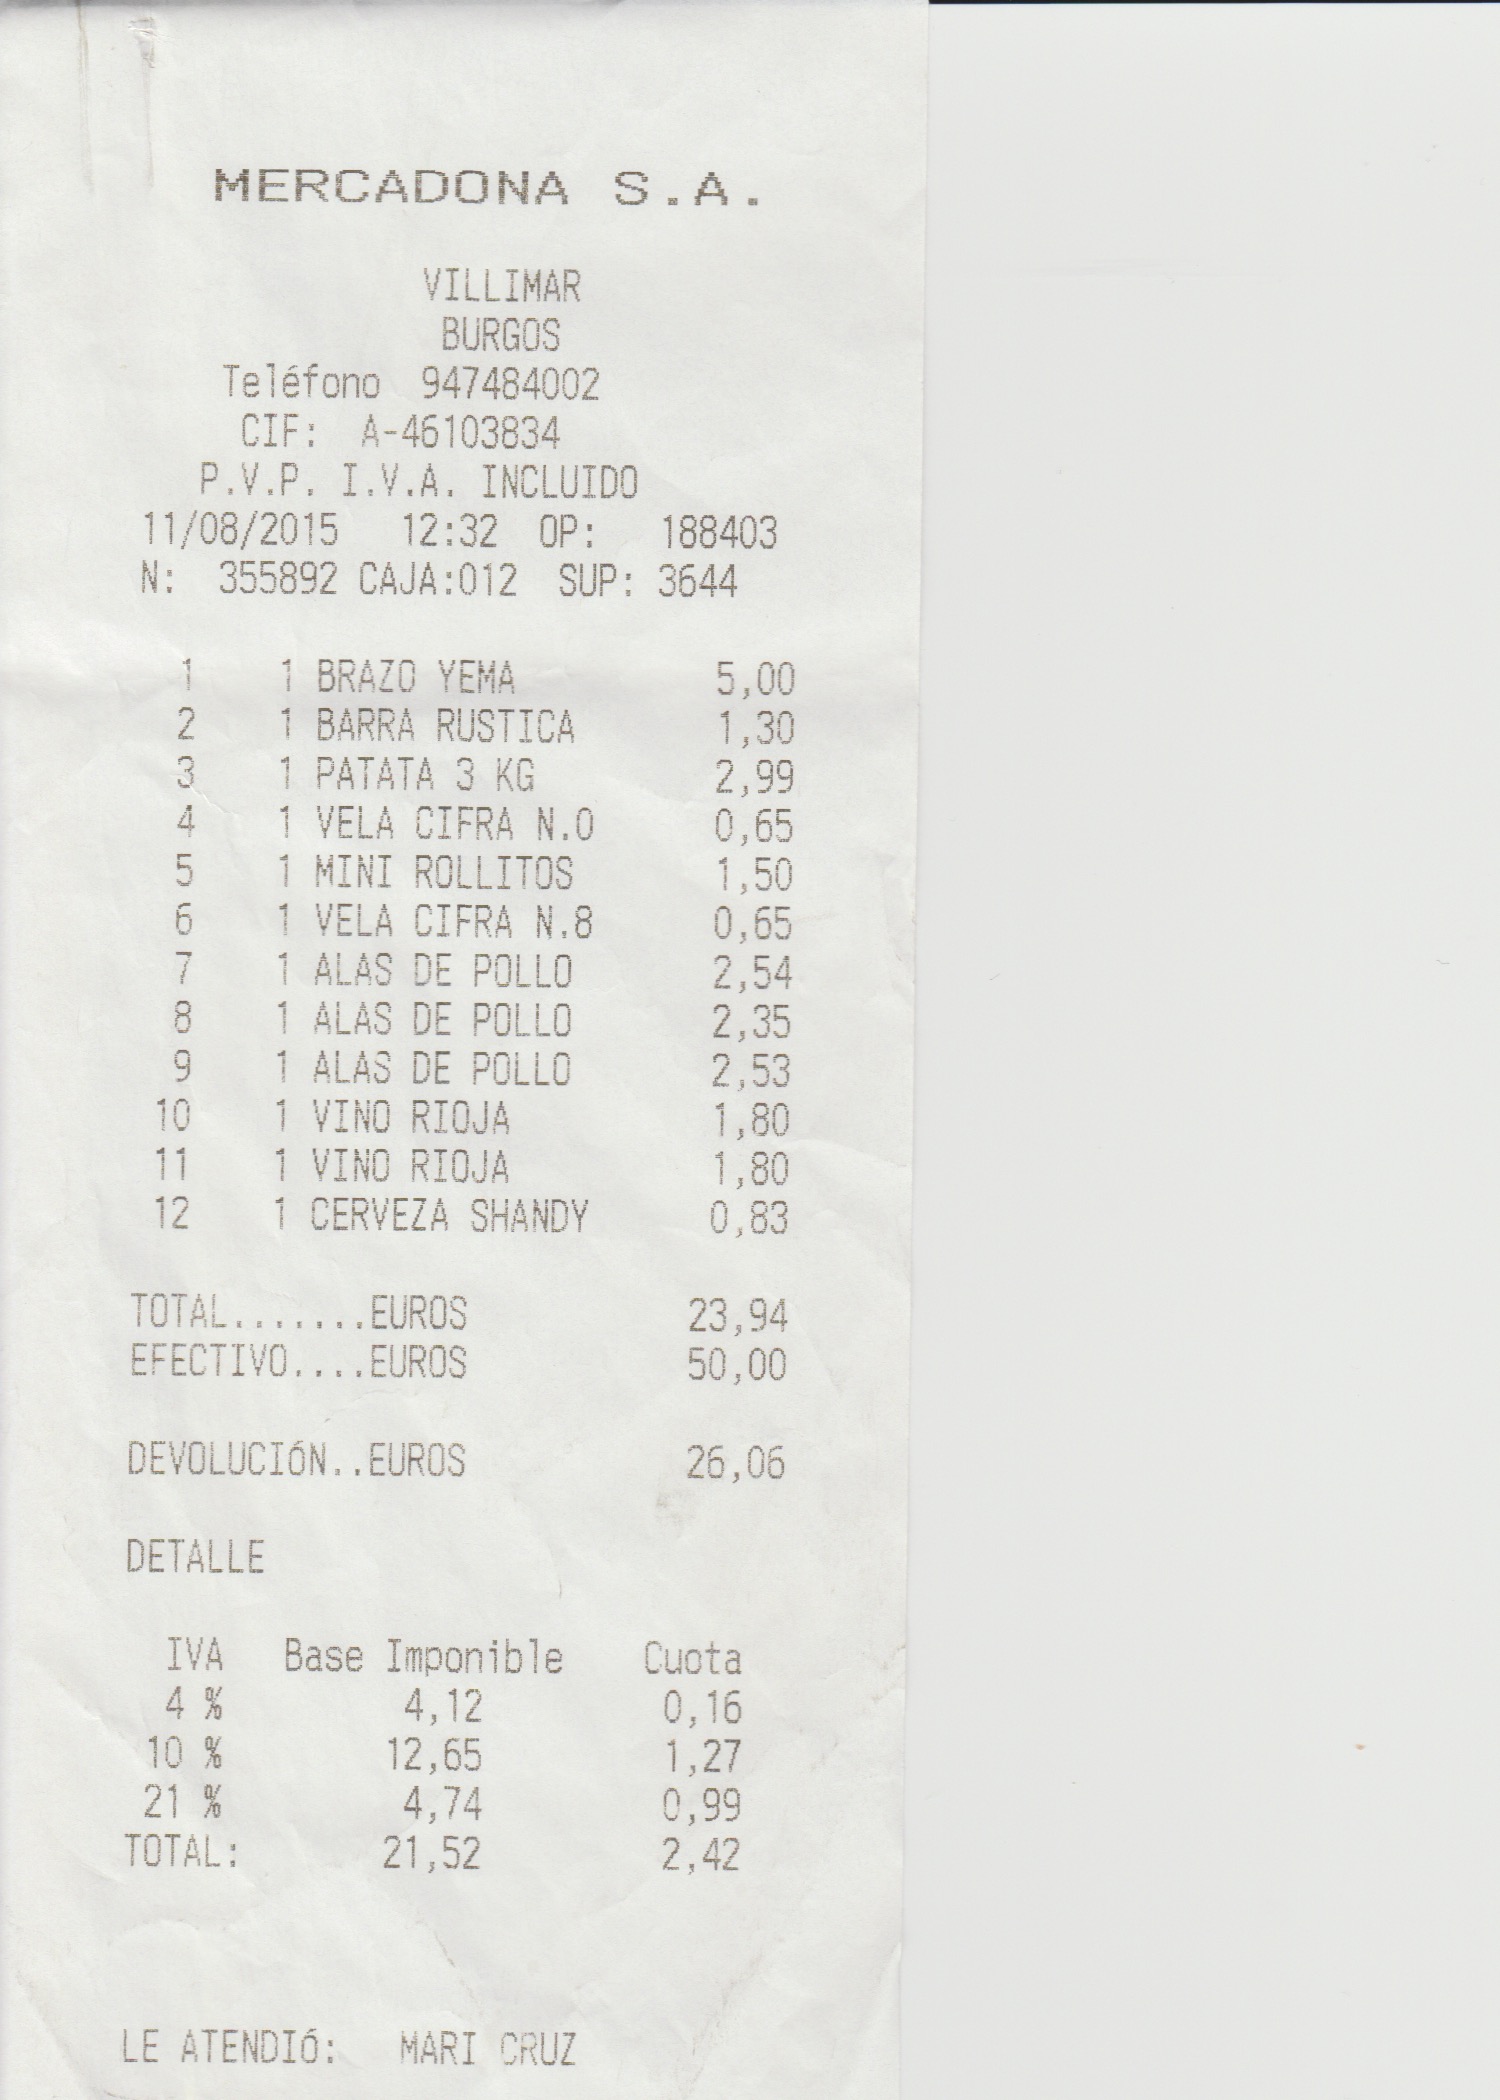 MERCADONA S.A.
VILLIMAR
BURGOS
Teléfono 947484002
CIF: A-46103834
P.V.P. I.V.A. INCLUIDO
11/08/2015 12:32 OP: 188403
N: 355892 CAJA:012 SUP: 3644
1 1 BRAZO YEMA 5,00
2 1 BARRA RUSTICA 1,30
3 1 PATATA 3 KG 2,99
4 1 VELA CIFRA N.0 0,65
5 1 MINI ROLLITOS 1,50
6 1 VELA CIFRA N.8 0,65
7 1 ALAS DE POLLO 2,54
8 1 ALAS DE POLLO 2,35
9 1 ALAS DE POLLO 2,53
10 1 VINO RIOJA 1,80
11 1 VINO RIOJA 1,80
12 1 CERVEZA SHANDY 0,83
TOTAL.......EUROS 23,94
EFECTIVO....EUROS 50,00
DEVOLUCIóN..EUROS 26,06
DETALLE
IVA Base Imponible Cuota
4 % 4,12 0,16
10 % 12,65 1,27
21 % 4,74 0,99
TOTAL: 21,52 2,42
LE ATENDIó: MARI CRUZ